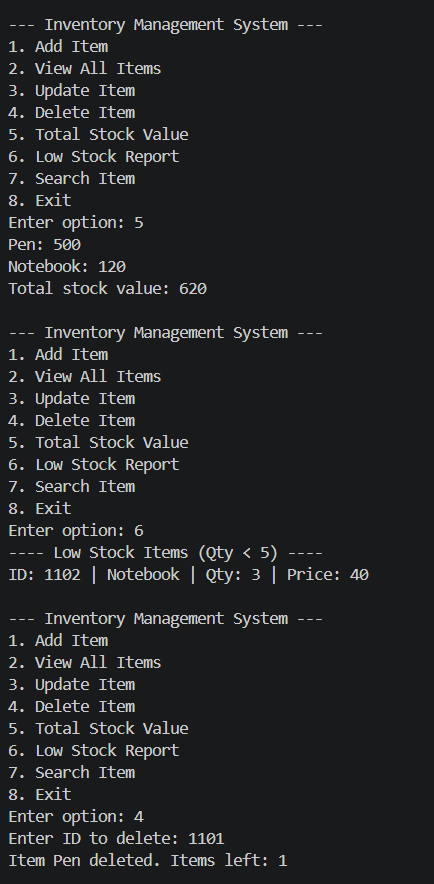 --- Inventory Management System ---
1. Add Item
2. View All Items
3. Update Item
4. Delete Item
5. Total Stock Value
6. Low Stock Report
7. Search Item
8. Exit
Enter option: 5
Pen: 500
Notebook: 120
Total stock value: 620
--- Inventory Management System ---
1. Add Item
2. View All Items
3. Update Item
4. Delete Item
5. Total Stock Value
6. Low Stock Report
7. Search Item
8. Exit
Enter option: 6
---- Low Stock Items (Qty < 5) ----
ID: 1102 | Notebook | Qty: 3 | Price: 40
--- Inventory Management System ---
1. Add Item
2. View All Items
3. Update Item
4. Delete Item
5. Total Stock Value
6. Low Stock Report
7. Search Item
8. Exit
Enter option: 4
Enter ID to delete: 1101
Item Pen deleted. Items left: 1